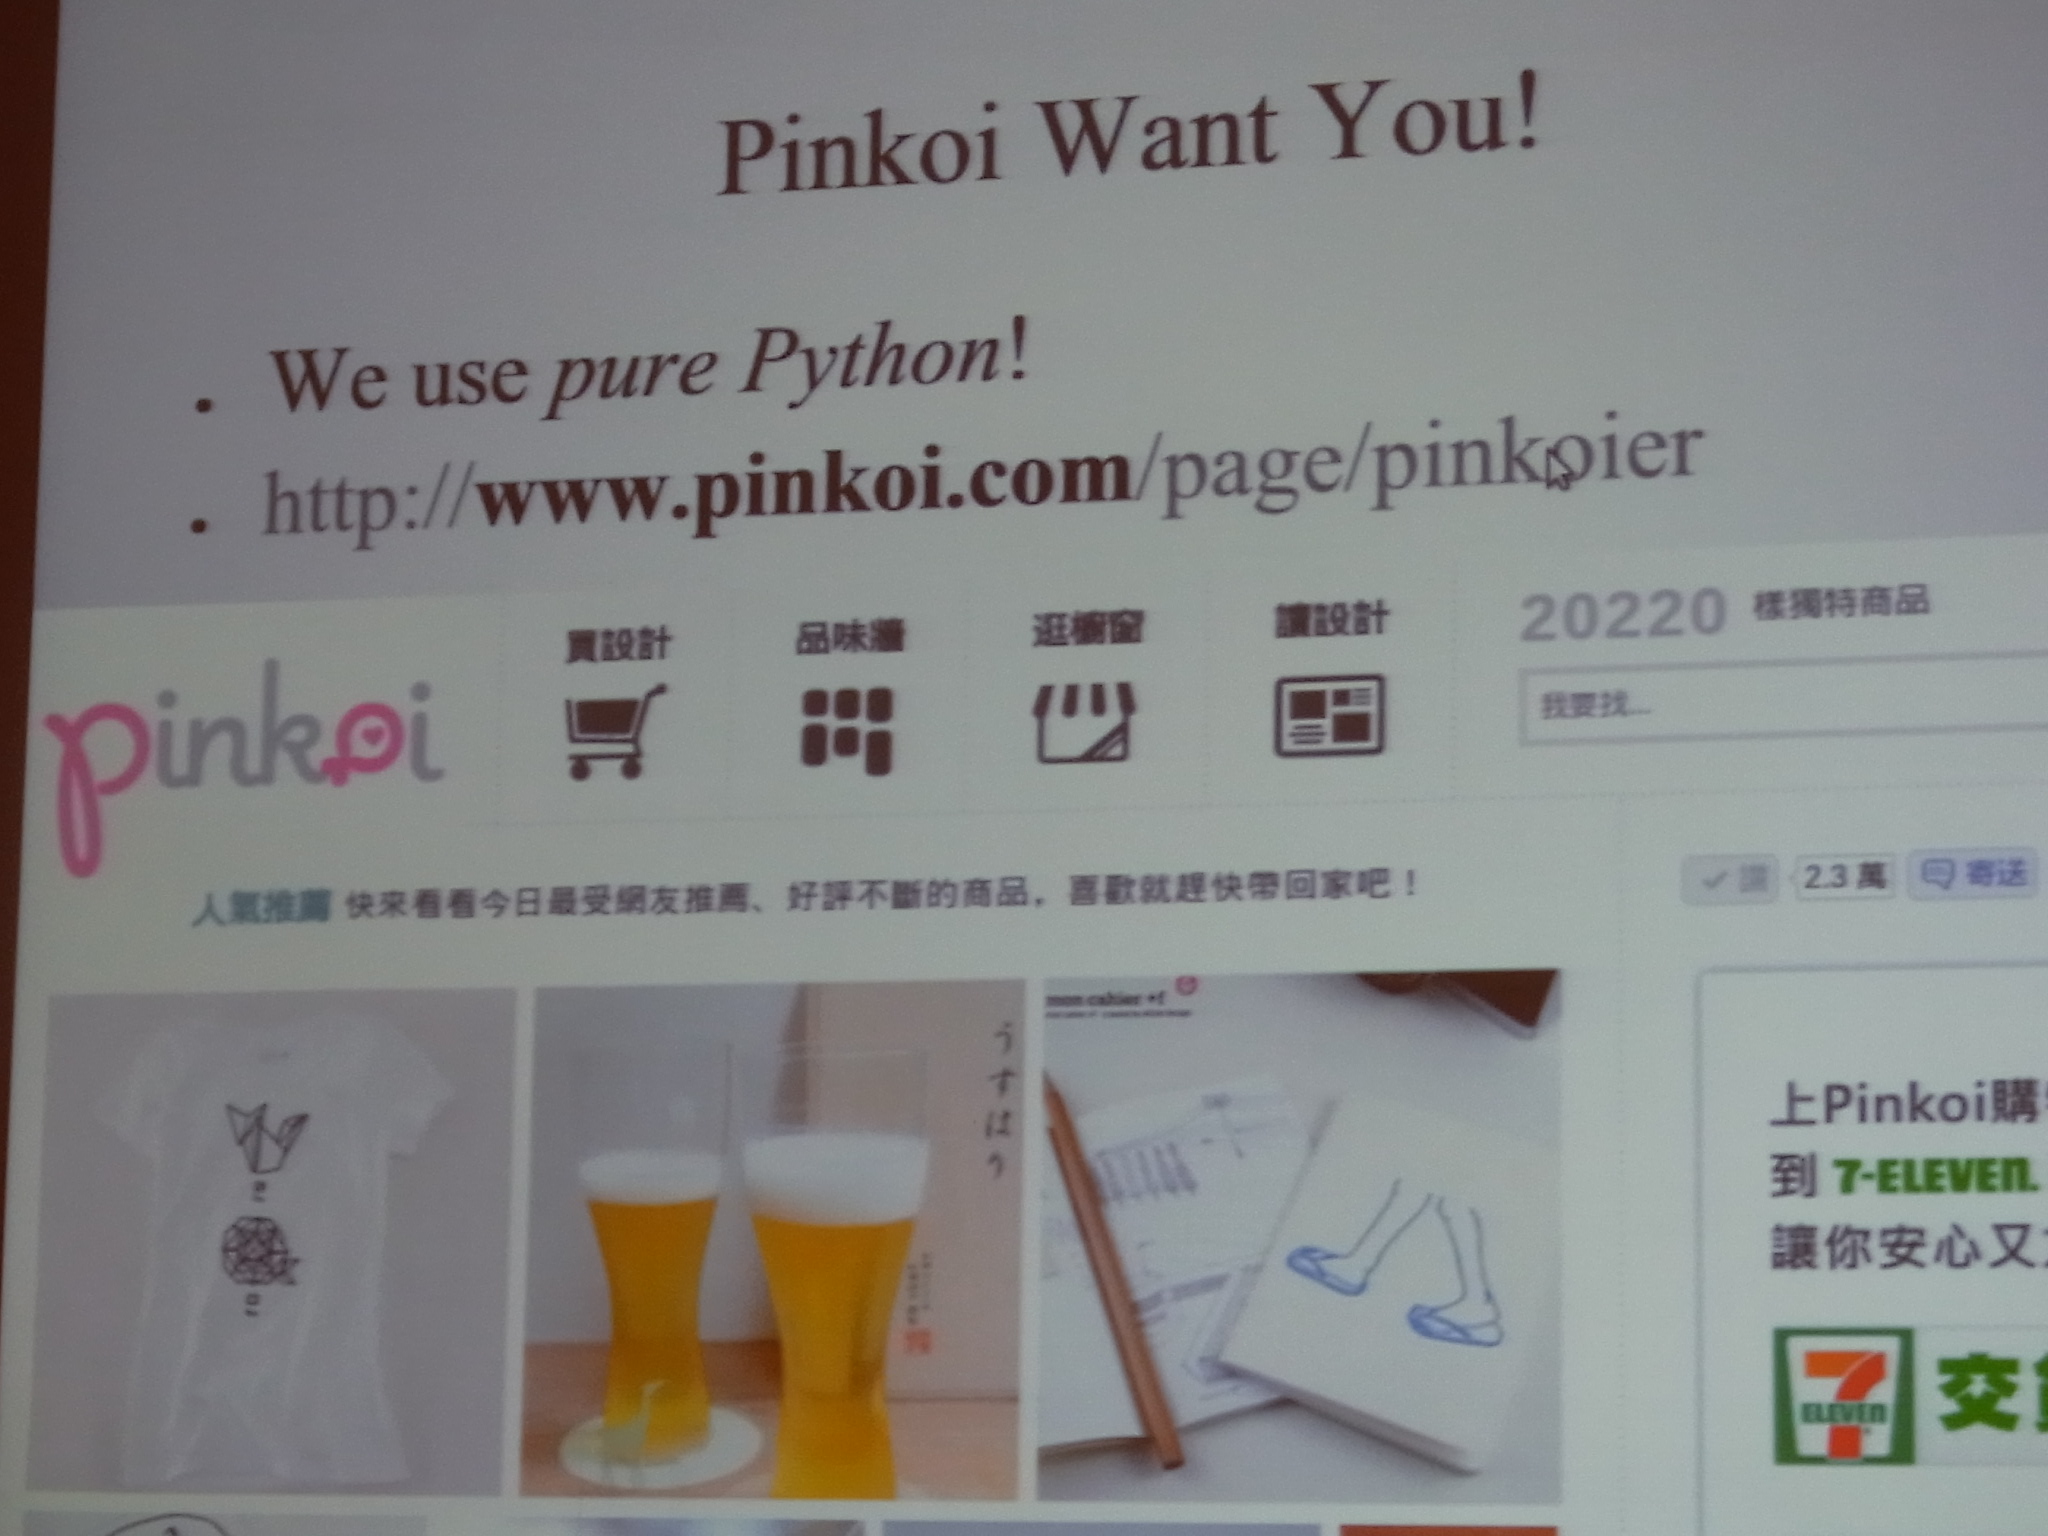 Pinkoi Want You!
• We use pure Python!
• http://www.pinkoi.com/page/pinkoier
pinkoi
買設計
品味牆
逛櫥窗
讀設計
20220 樣獨特商品
我要找...
人氣推薦 快來看看今日最受網友推薦、好評不斷的商品，喜歡就趕快帶回家吧！
讚 2.3 萬 寄送
mon cahier +f
うすはり
上Pinkoi購
到 7-ELEVEN.
讓你安心又
7
ELEVEN
交